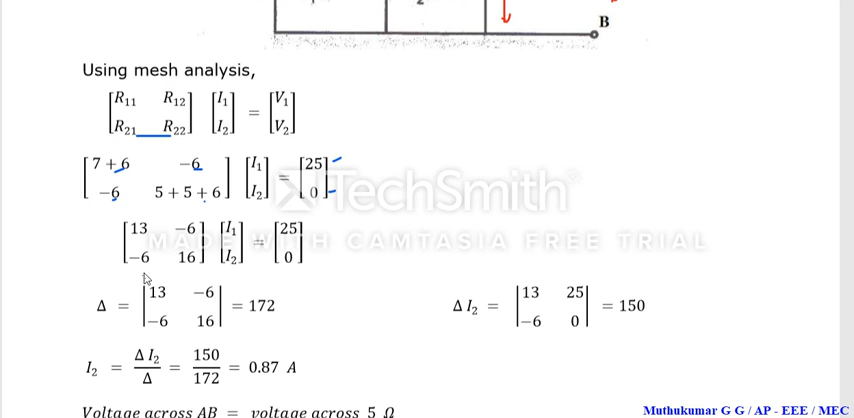 B
Using mesh analysis,
[R11 R12
R21 R22] [I1
I2] = [V1
V2]
[7 + 6 −6
−6 5 + 5 + 6] [I1
I2] = [25
0]
TechSmith
MADE WITH CAMTASIA FREE TRIAL
[13 −6
−6 16] [I1
I2] = [25
0]
Δ = |13 −6
−6 16| = 172
Δ I2 = |13 25
−6 0| = 150
I2 = Δ I2 / Δ = 150 / 172 = 0.87 A
Voltage across AB = voltage across 5 Ω
Muthukumar G G / AP - EEE / MEC